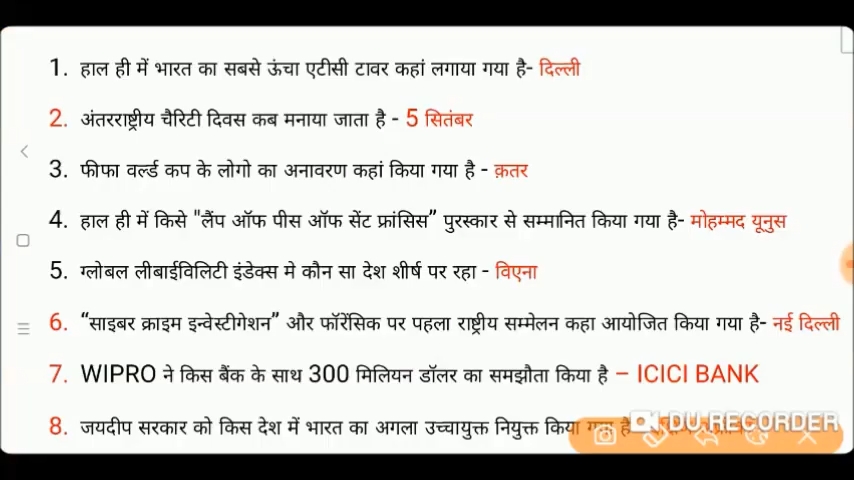 1. हाल ही में भारत का सबसे ऊंचा एटीसी टावर कहां लगाया गया है- दिल्ली
2. अंतरराष्ट्रीय चैरिटी दिवस कब मनाया जाता है - 5 सितंबर
3. फीफा वर्ल्ड कप के लोगो का अनावरण कहां किया गया है - क़तर
4. हाल ही में किसे "लैंप ऑफ पीस ऑफ सेंट फ्रांसिस” पुरस्कार से सम्मानित किया गया है- मोहम्मद यूनुस
5. ग्लोबल लीबाईविलिटी इंडेक्स मे कौन सा देश शीर्ष पर रहा - विएना
6. “साइबर क्राइम इन्वेस्टीगेशन” और फॉरेंसिक पर पहला राष्ट्रीय सम्मेलन कहा आयोजित किया गया है- नई दिल्ली
7. WIPRO ने किस बैंक के साथ 300 मिलियन डॉलर का समझौता किया है – ICICI BANK
8. जयदीप सरकार को किस देश में भारत का अगला उच्चायुक्त नियुक्त किया गया है
DU RECORDER